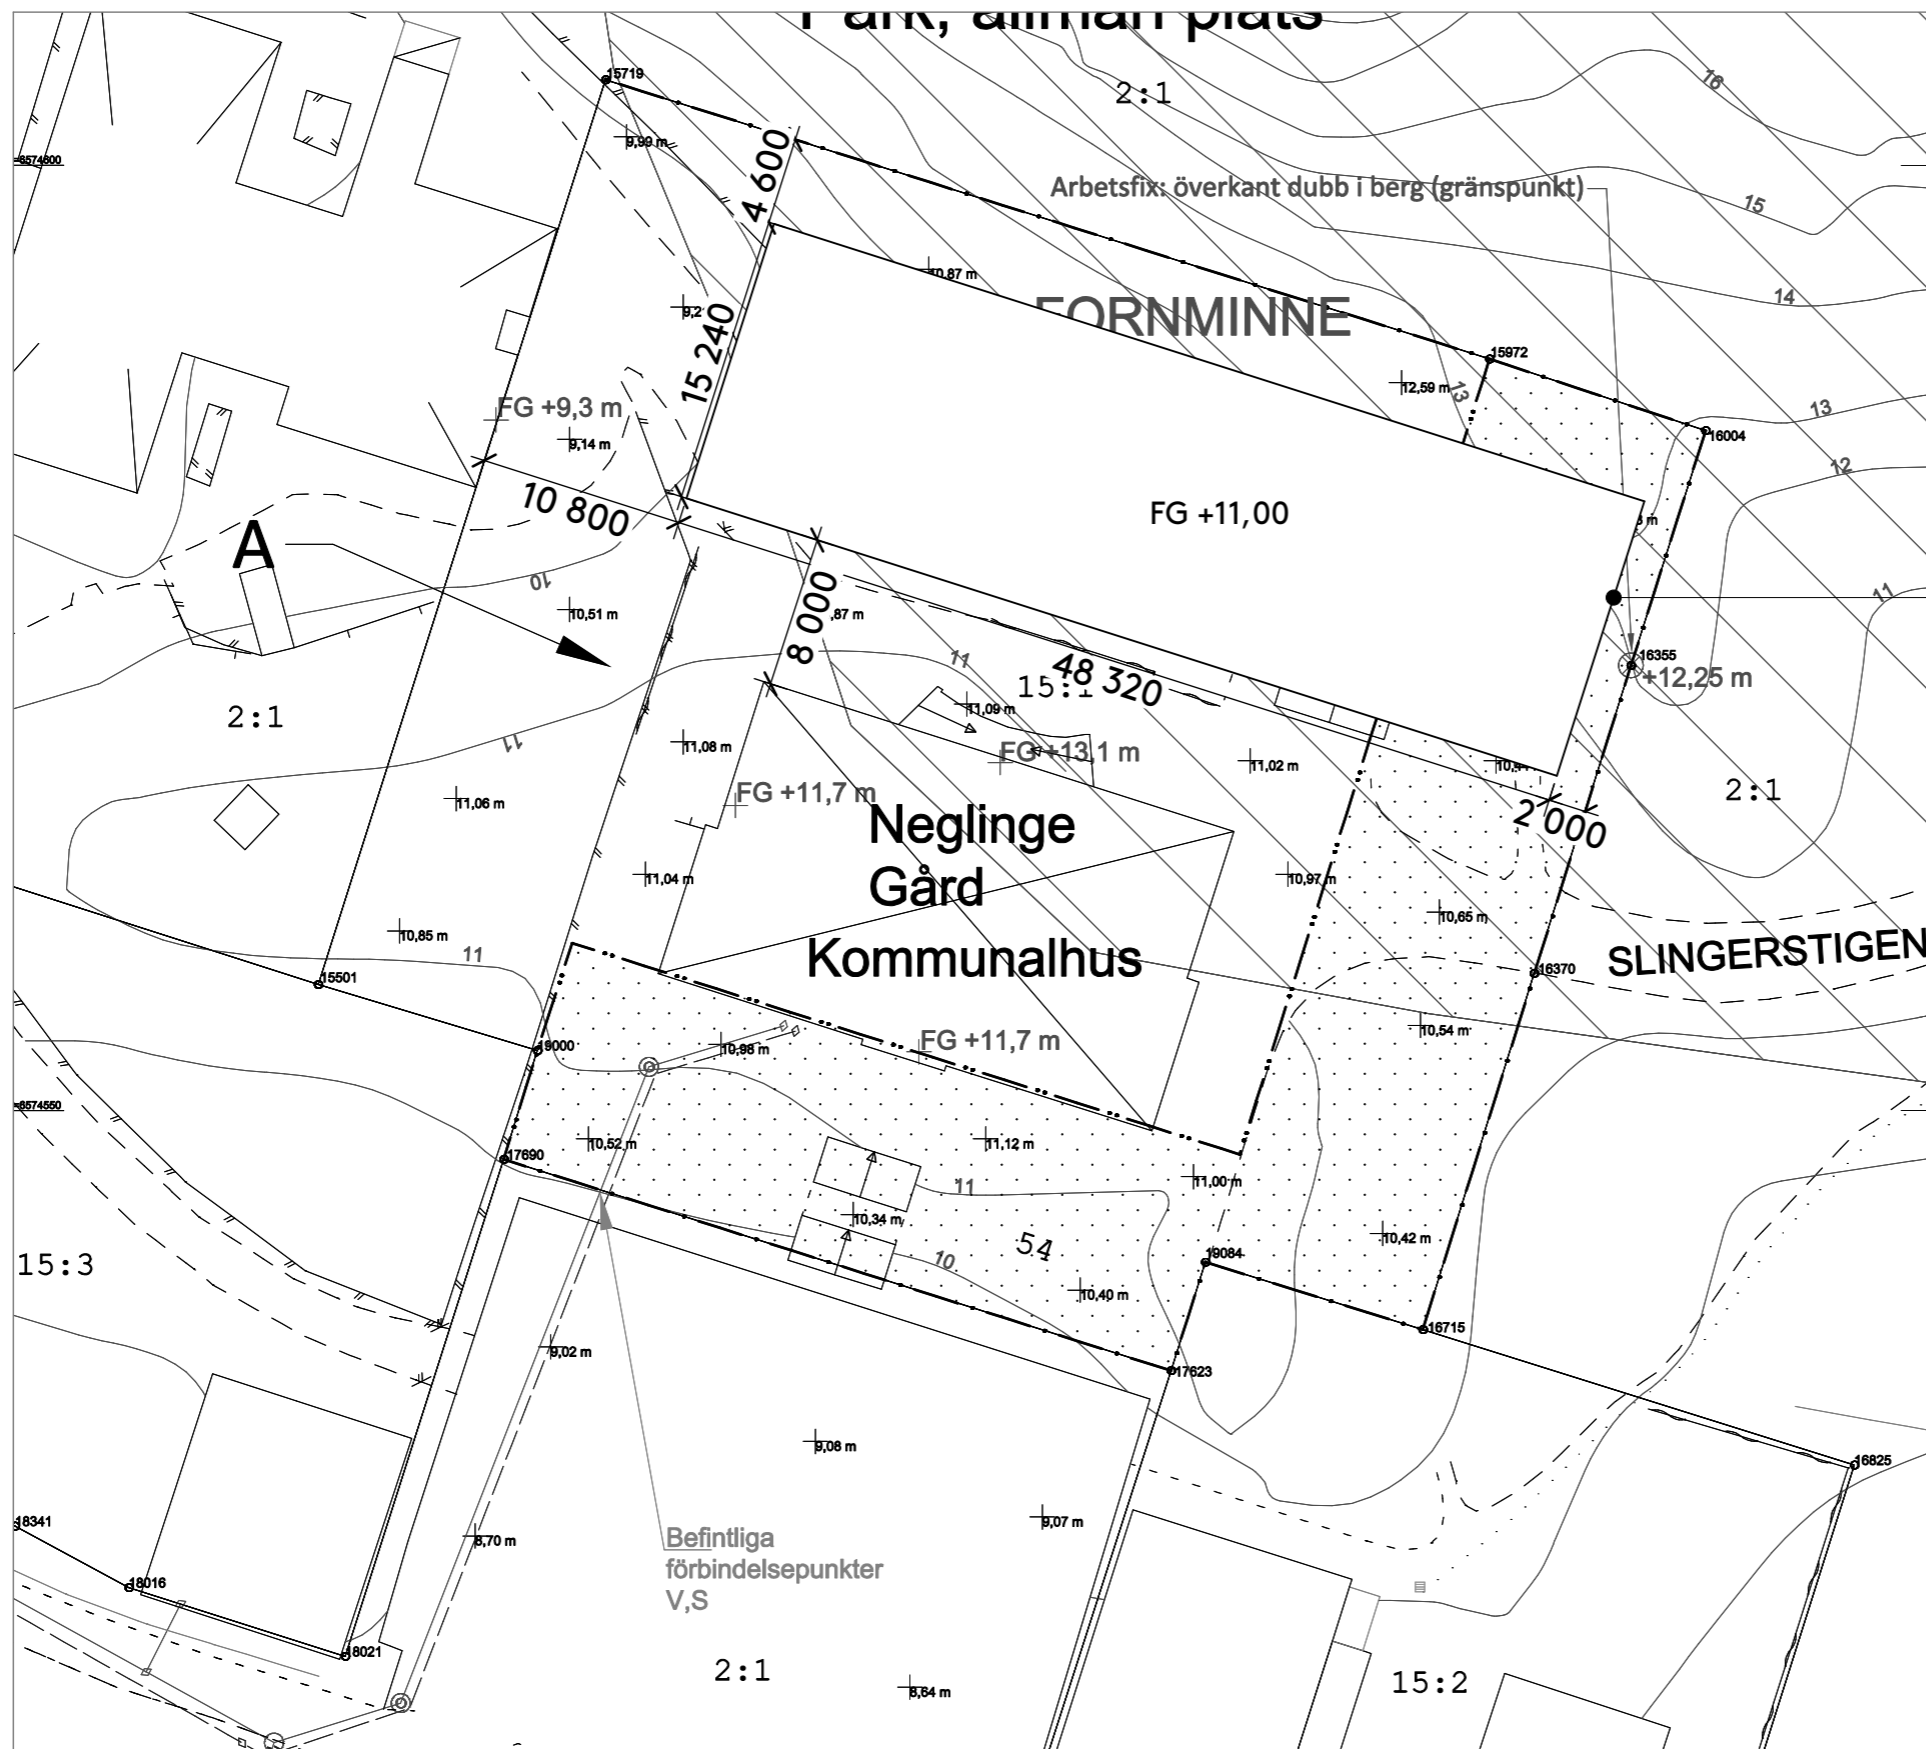 Park, allmän plats
15719
2:1
16
9,99 m
=6574600
4 600
Arbetsfix: överkant dubb i berg (gränspunkt)
15
10,87 m
14
FORNMINNE
9,2
15 240
15972
12,59 m
13
13
FG +9,3 m
16004
9,14 m
12
10 800
FG +11,00
A
10
11
10,51 m
8 000
,87 m
16355
11
48 320
+12,25 m
15:1
2:1
11,09 m
11
11,08 m
FG +13,1 m
11,02 m
2:1
11,06 m
FG +11,7 m
2 000
Neglinge
11,04 m
10,97 m
Gård
10,65 m
10,85 m
SLINGERSTIGEN
11
Kommunalhus
16370
15501
10,54 m
19000
10,98 m
FG +11,7 m
=6574550
10,52 m
11,12 m
17690
11,00 m
11
10,34 m
10,42 m
54
10
19084
15:3
10,40 m
16715
9,02 m
17623
9,08 m
16825
18341
9,07 m
8,70 m
Befintliga
förbindelsepunkter
V,S
18016
18021
2:1
15:2
8,64 m